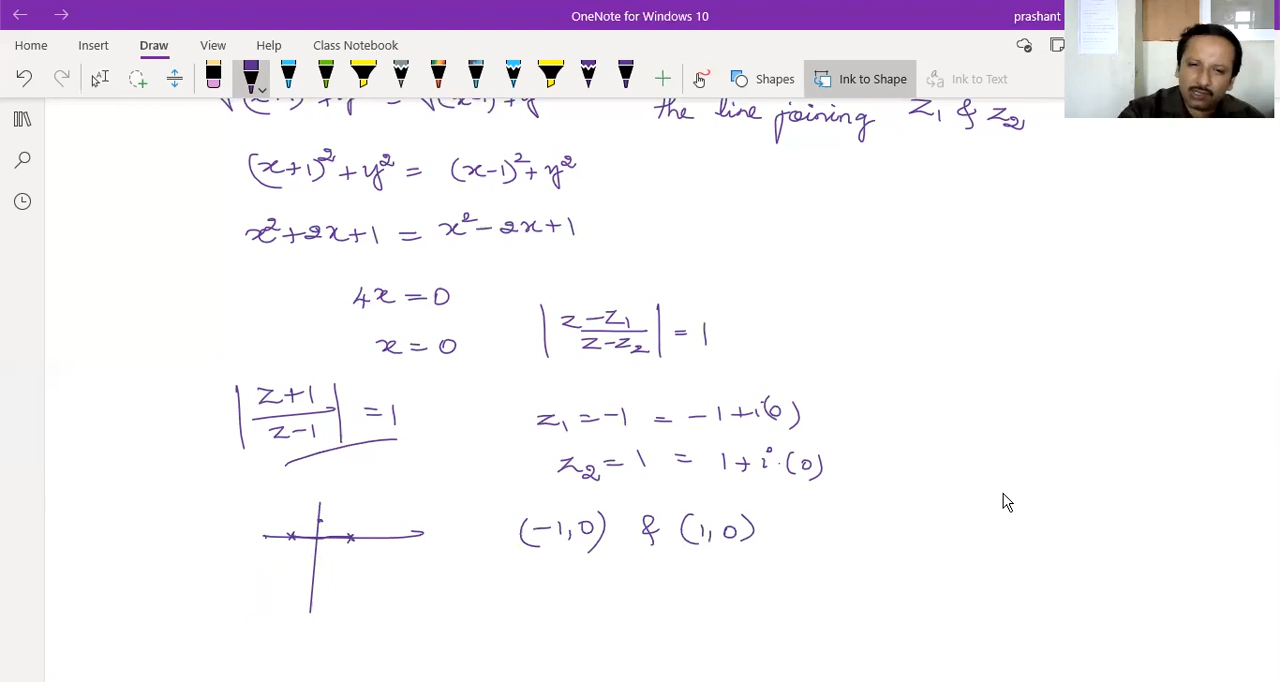 OneNote for Windows 10
prashant
Home Insert Draw View Help Class Notebook
Shapes Ink to Shape Ink to Text
the line joining Z₁ & Z₂
(x+1)² + y² = (x-1)² + y²
x² + 2x + 1 = x² - 2x + 1
4x = 0
x = 0
|(z - z₁)/(z - z₂)| = 1
|(z+1)/(z-1)| = 1
z₁ = -1 = -1 + i(0)
z₂ = 1 = 1 + i·(0)
(-1,0) & (1,0)